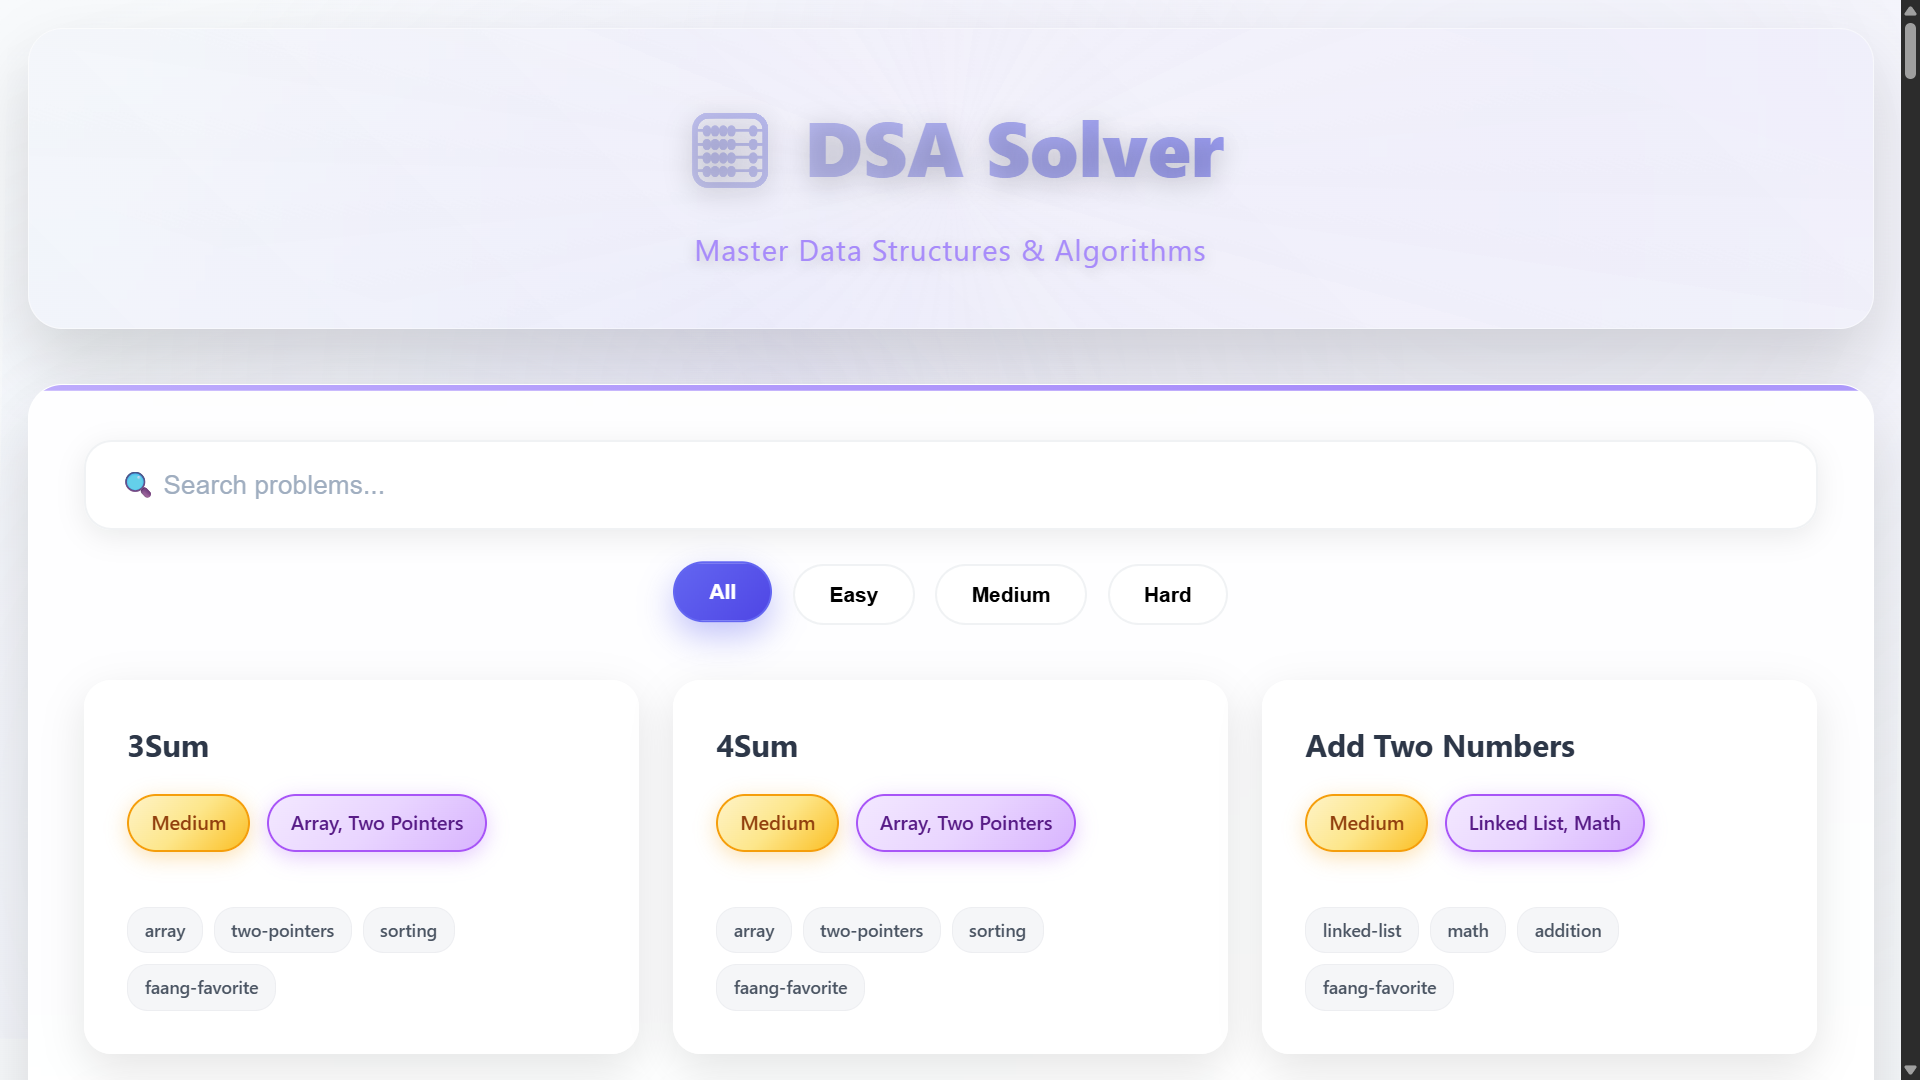 🧮 DSA Solver
Master Data Structures & Algorithms
🔍 Search problems...
All Easy Medium Hard
3Sum
Medium Array, Two Pointers
array two-pointers sorting
faang-favorite
4Sum
Medium Array, Two Pointers
array two-pointers sorting
faang-favorite
Add Two Numbers
Medium Linked List, Math
linked-list math addition
faang-favorite